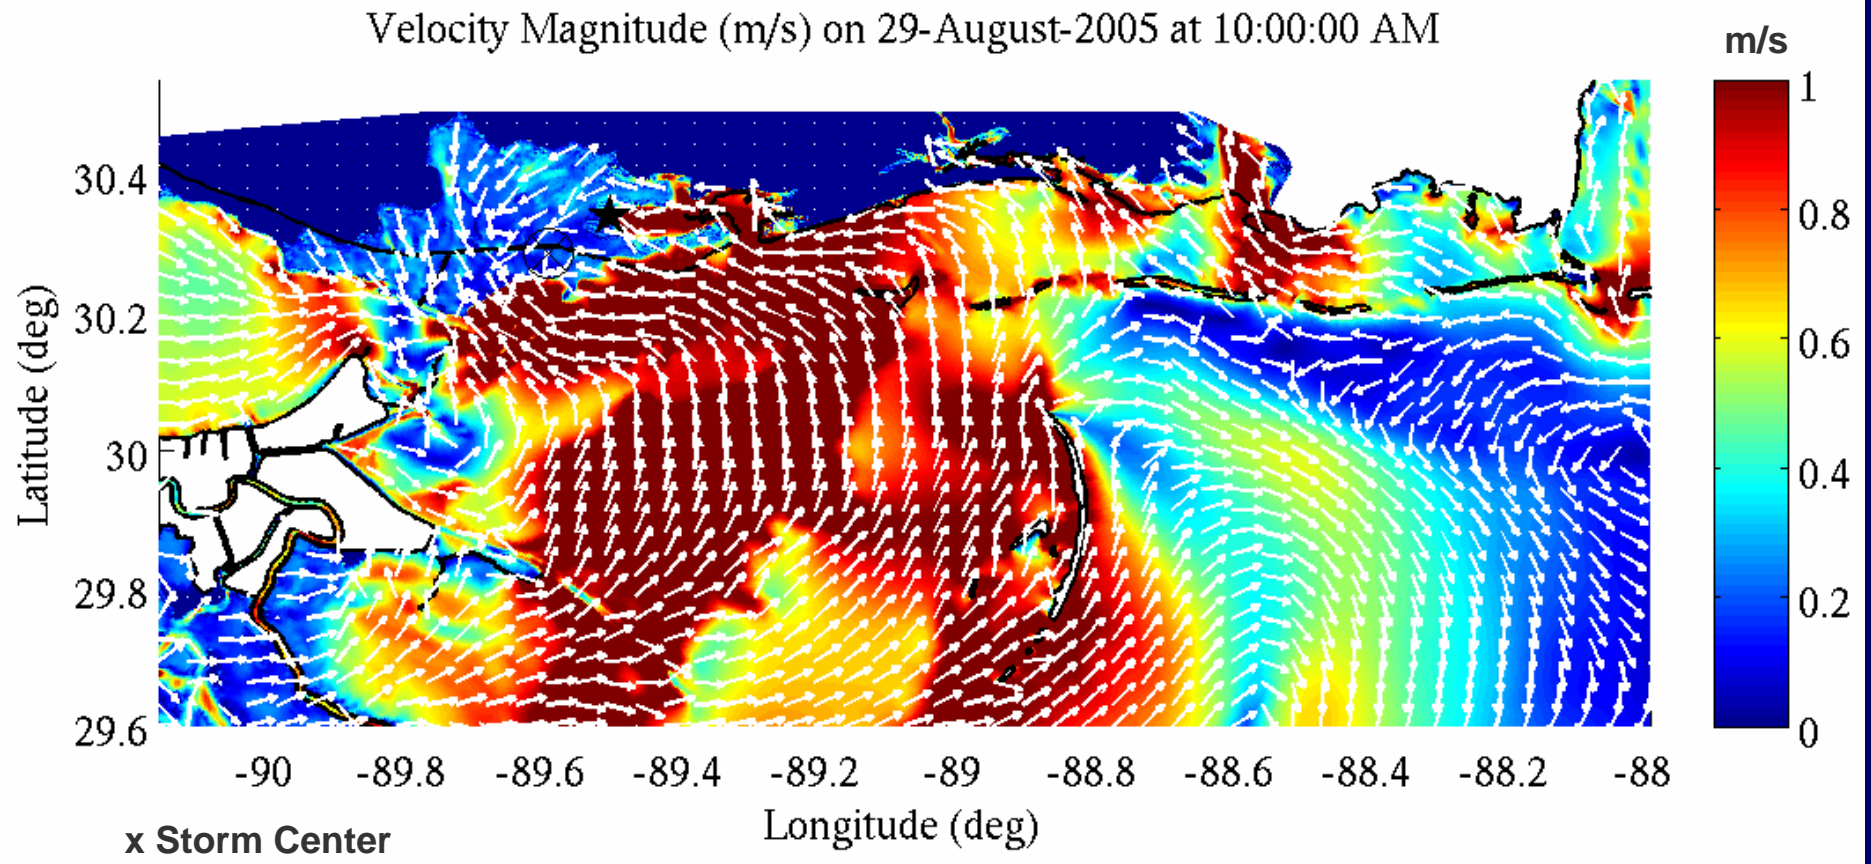 Velocity Magnitude (m/s) on 29-August-2005 at 10:00:00 AM
m/s
1
0.8
0.6
0.4
0.2
0
Latitude (deg)
30.4
30.2
30
29.8
29.6
-90 -89.8 -89.6 -89.4 -89.2 -89 -88.8 -88.6 -88.4 -88.2 -88
Longitude (deg)
x Storm Center